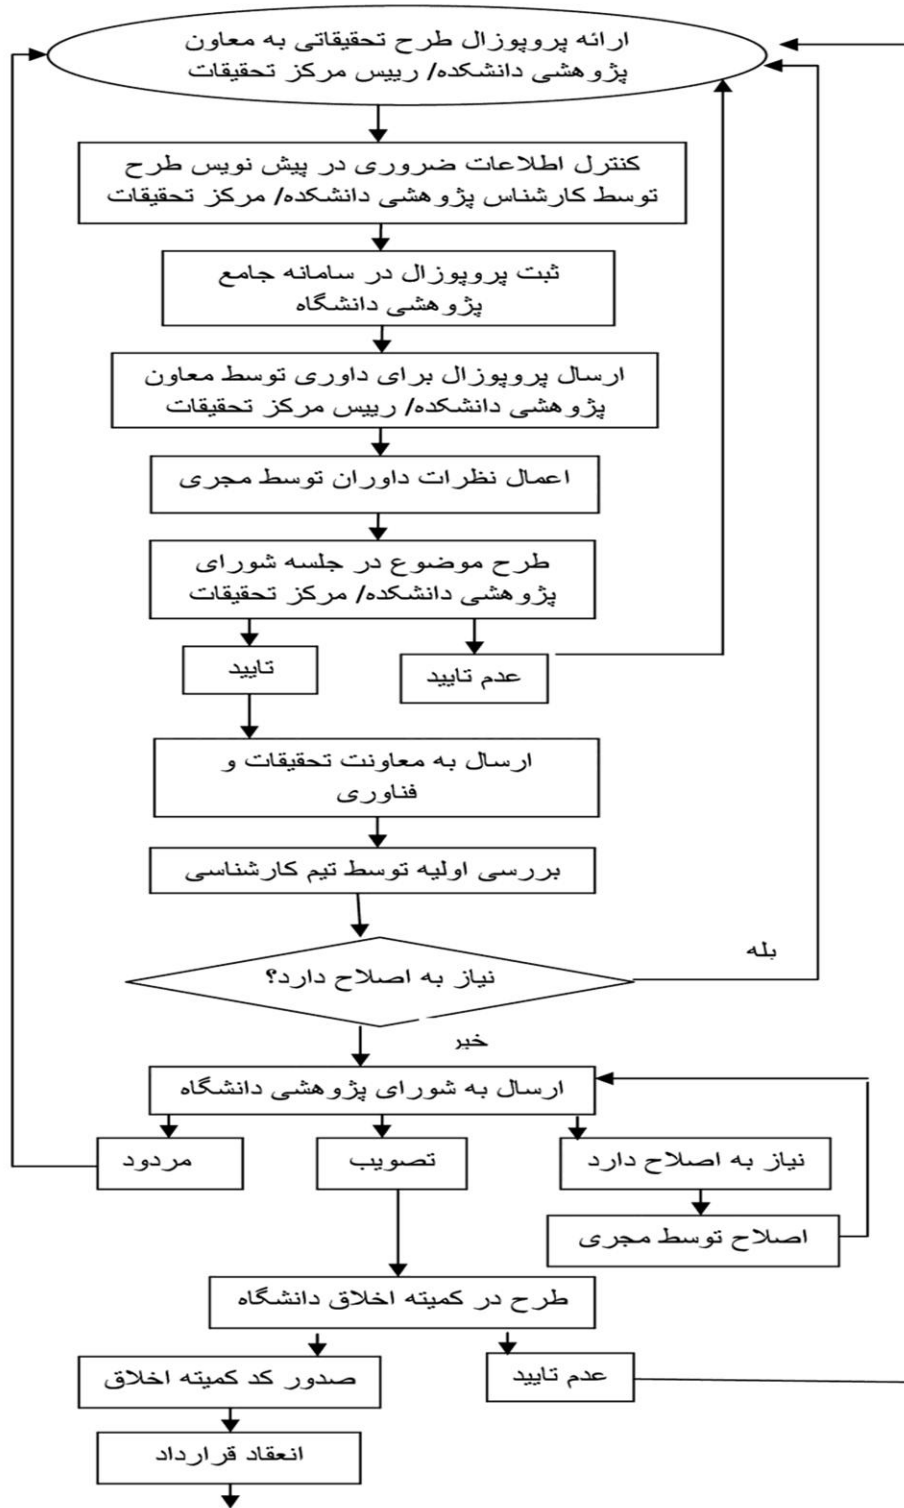 ارائه پروپوزال طرح تحقیقاتی به معاون
پژوهشی دانشکده/ رییس مرکز تحقیقات
کنترل اطلاعات ضروری در پیش نویس طرح
توسط کارشناس پژوهشی دانشکده/ مرکز تحقیقات
ثبت پروپوزال در سامانه جامع
پژوهشی دانشگاه
ارسال پروپوزال برای داوری توسط معاون
پژوهشی دانشکده/ رییس مرکز تحقیقات
اعمال نظرات داوران توسط مجری
طرح موضوع در جلسه شورای
پژوهشی دانشکده/ مرکز تحقیقات
عدم تایید
تایید
ارسال به معاونت تحقیقات و
فناوری
بررسی اولیه توسط تیم کارشناسی
نیاز به اصلاح دارد؟
بله
خیر
ارسال به شورای پژوهشی دانشگاه
نیاز به اصلاح دارد
تصویب
مردود
اصلاح توسط مجری
طرح در کمیته اخلاق دانشگاه
عدم تایید
صدور کد کمیته اخلاق
انعقاد قرارداد